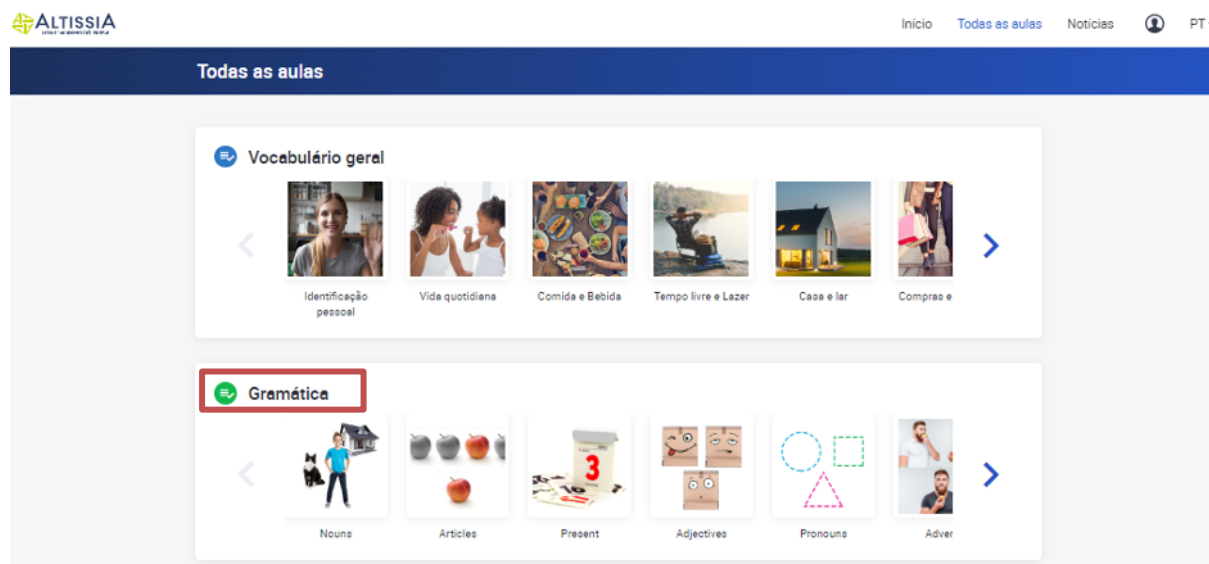 ALTISSIA
Início Todas as aulas Notícias PT
Todas as aulas
Vocabulário geral
Identificação
pessoal
Vida quotidiana
Comida e Bebida
Tempo livre e Lazer
Casa e lar
Compras e
Gramática
3
Nouns
Articles
Present
Adjectives
Pronouns
Adver